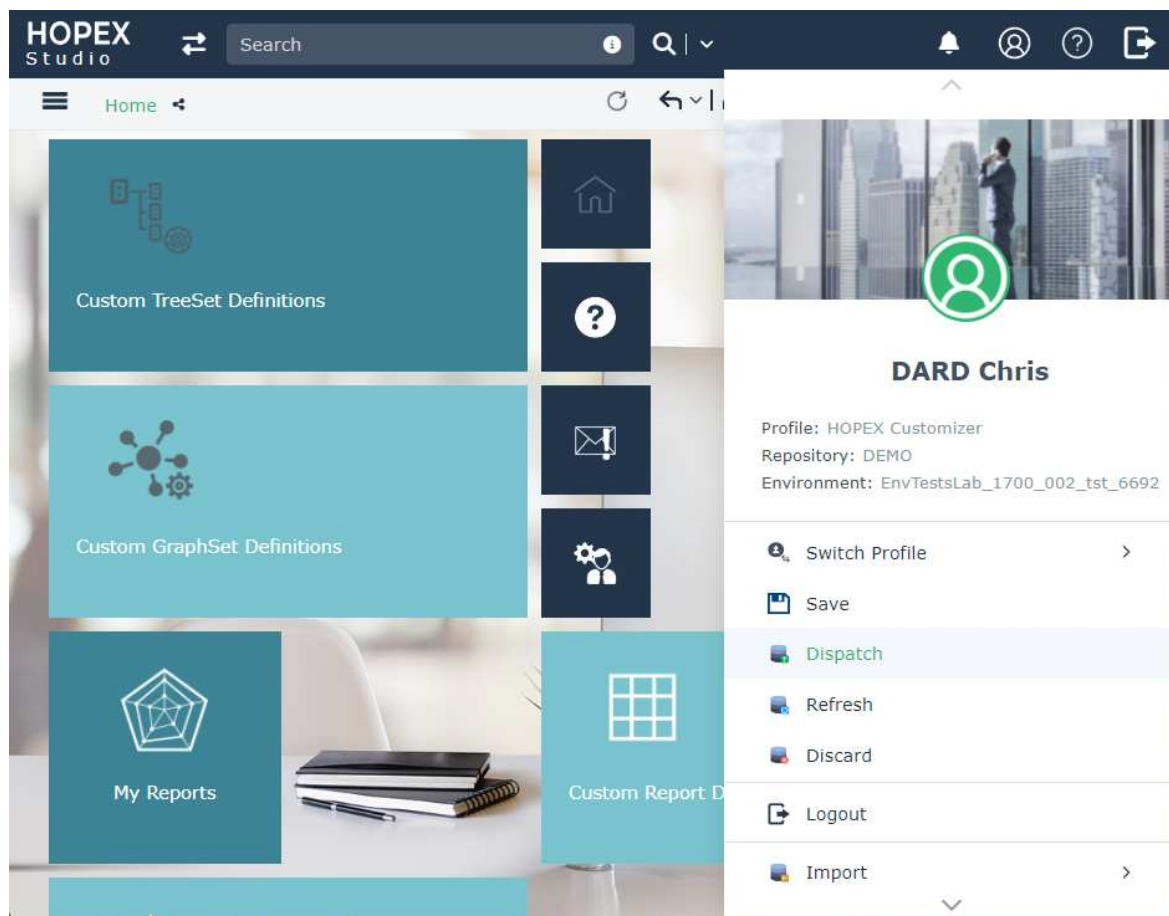 HOPEX
Studio
Search
Home
Custom TreeSet Definitions
Custom GraphSet Definitions
My Reports
Custom Report D
DARD Chris
Profile: HOPEX Customizer
Repository: DEMO
Environment: EnvTestsLab_1700_002_tst_6692
Switch Profile
Save
Dispatch
Refresh
Discard
Logout
Import